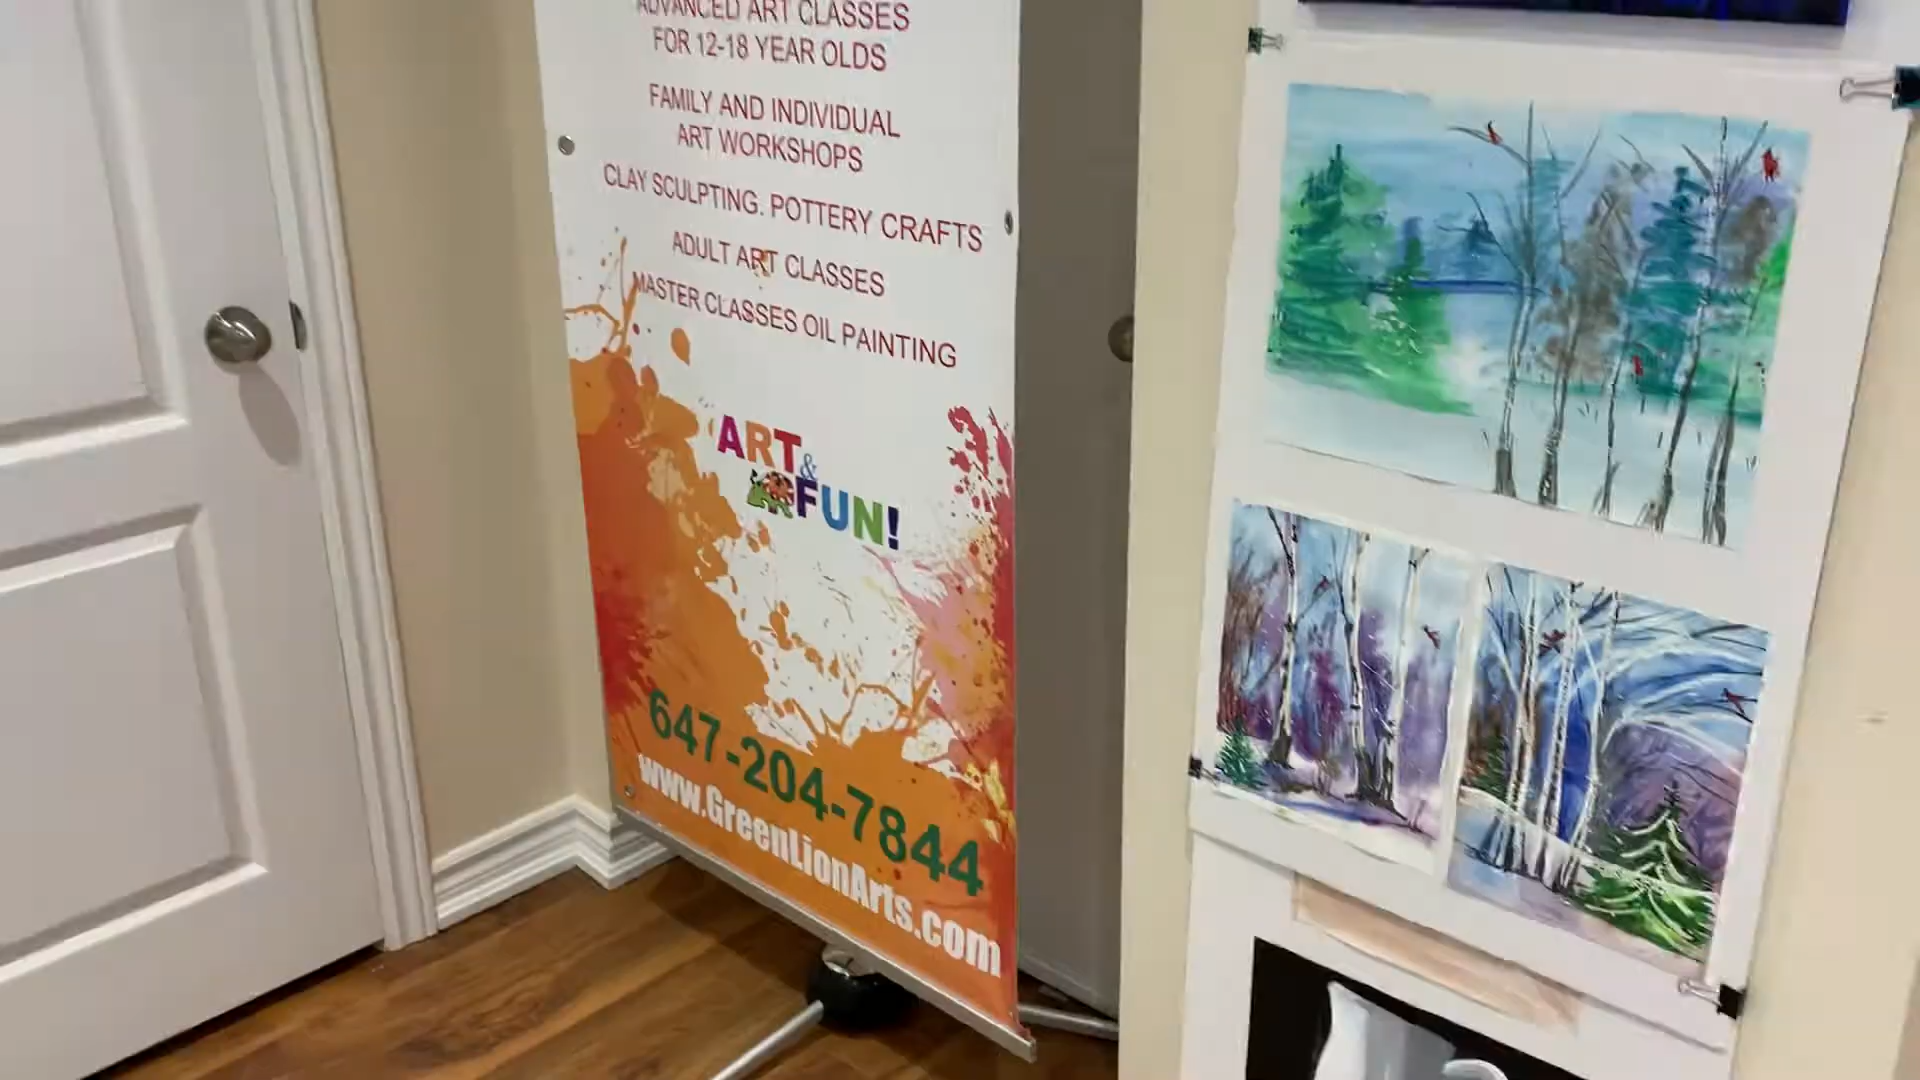 ADVANCED ART CLASSES
FOR 12-18 YEAR OLDS
FAMILY AND INDIVIDUAL
ART WORKSHOPS
CLAY SCULPTING. POTTERY CRAFTS
ADULT ART CLASSES
MASTER CLASSES OIL PAINTING
ART
&
FUN!
647-204-7844
www.GreenLionArts.com